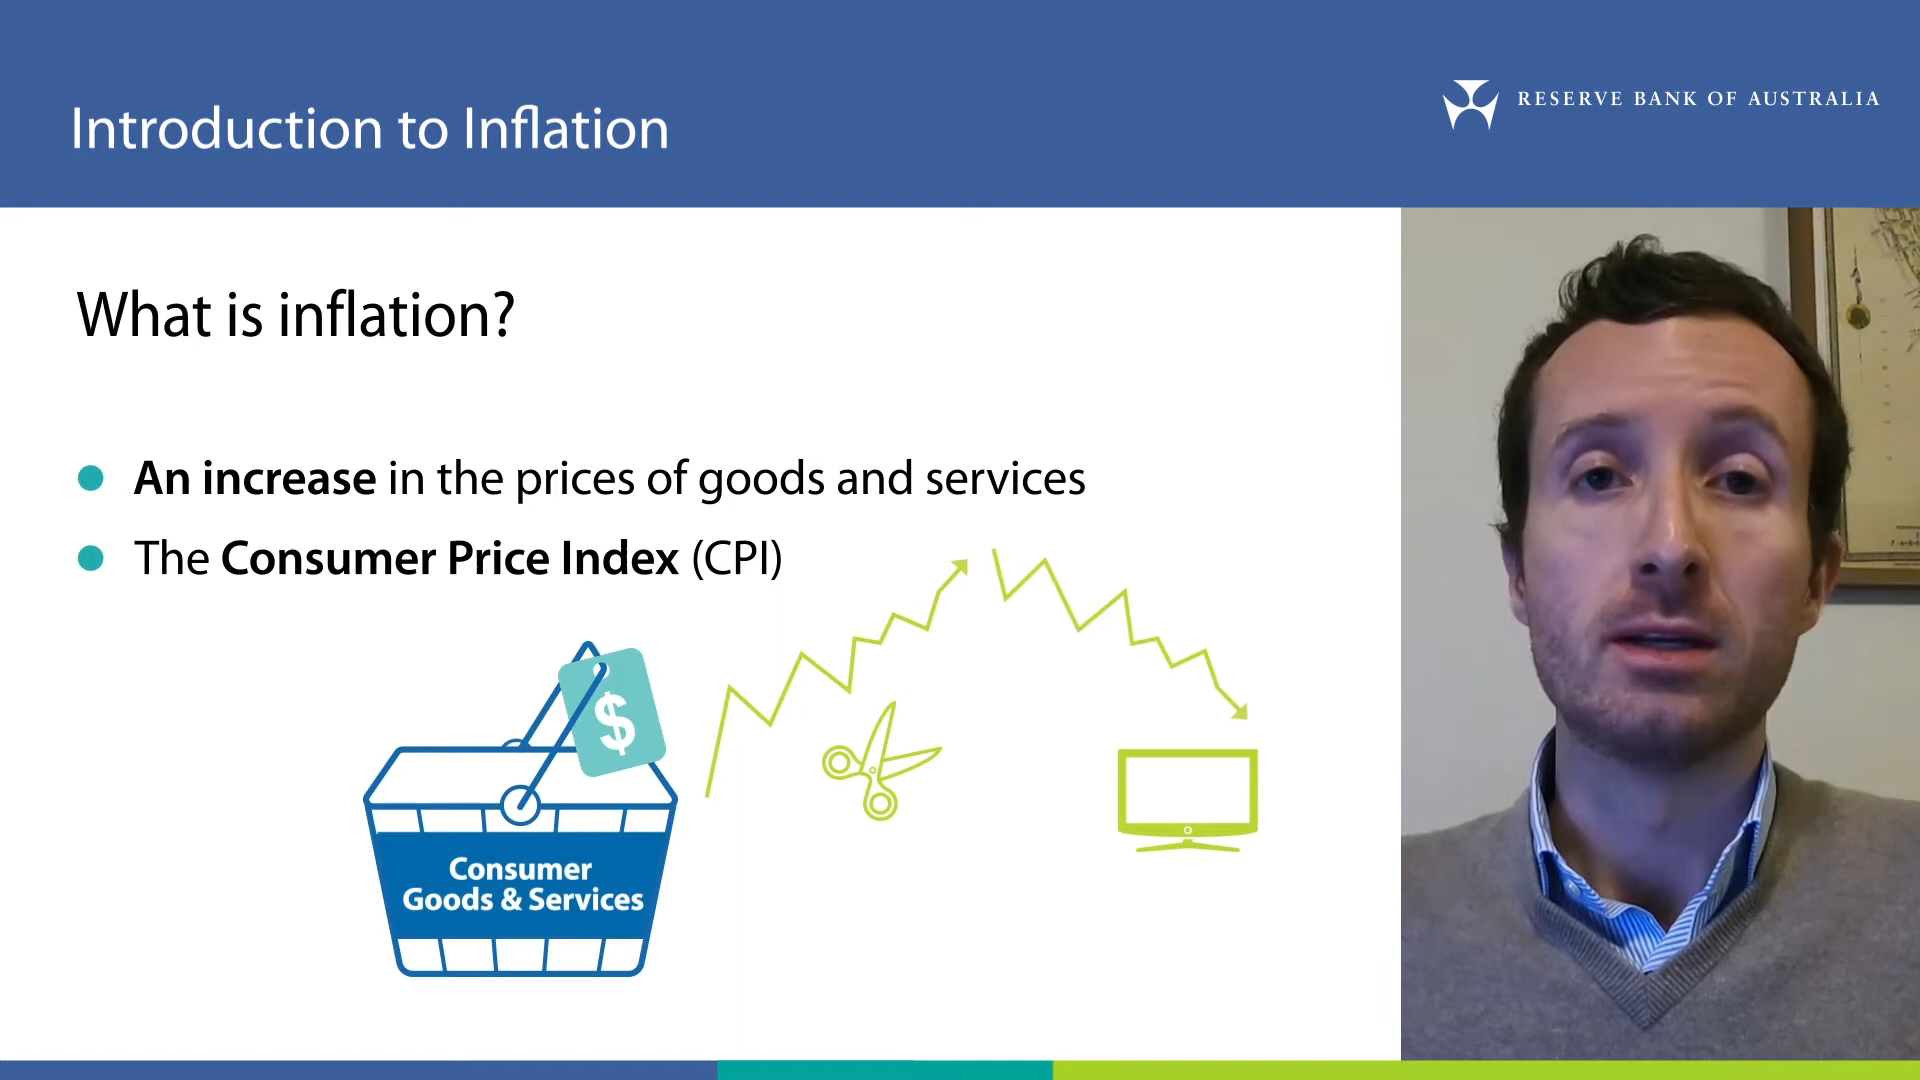 Introduction to Inflation
RESERVE BANK OF AUSTRALIA
What is inflation?
An increase in the prices of goods and services
The Consumer Price Index (CPI)
$
Consumer
Goods & Services